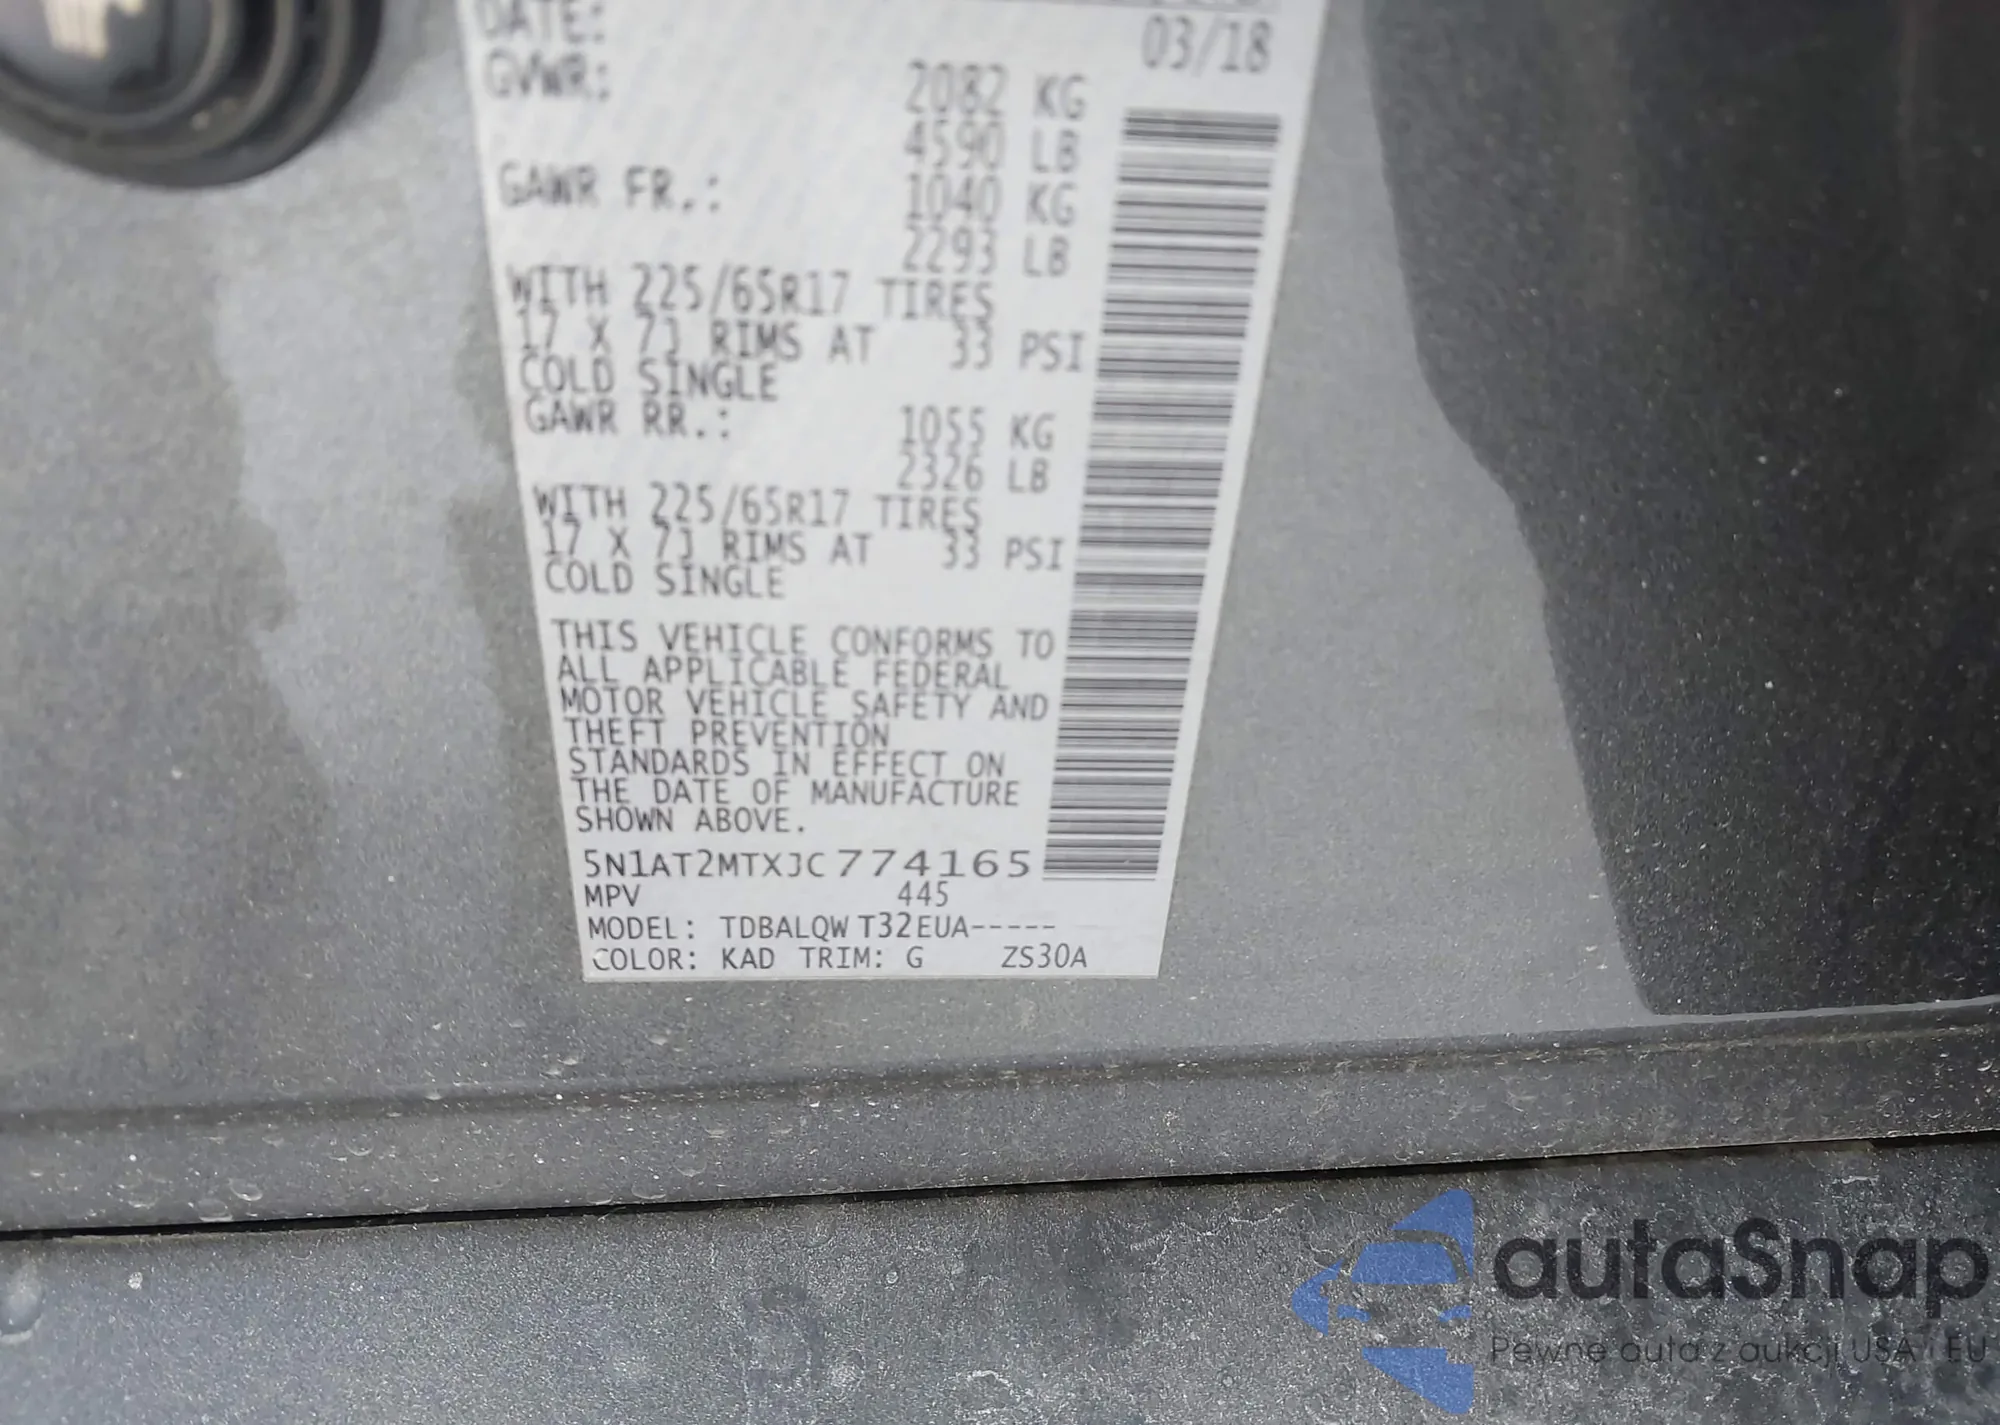 DATE: 03/18
GVWR: 2082 KG
4590 LB
GAWR FR.: 1040 KG
2293 LB
WITH 225/65R17 TIRES
17 X 7J RIMS AT 33 PSI
COLD SINGLE
GAWR RR.: 1055 KG
2326 LB
WITH 225/65R17 TIRES
17 X 7J RIMS AT 33 PSI
COLD SINGLE
THIS VEHICLE CONFORMS TO
ALL APPLICABLE FEDERAL
MOTOR VEHICLE SAFETY AND
THEFT PREVENTION
STANDARDS IN EFFECT ON
THE DATE OF MANUFACTURE
SHOWN ABOVE.
5N1AT2MTXJC774165
MPV 445
MODEL: TDBALQW T32EUA-----
COLOR: KAD TRIM: G ZS30A
autaSnap
Pewne auta z aukcji USA i EU